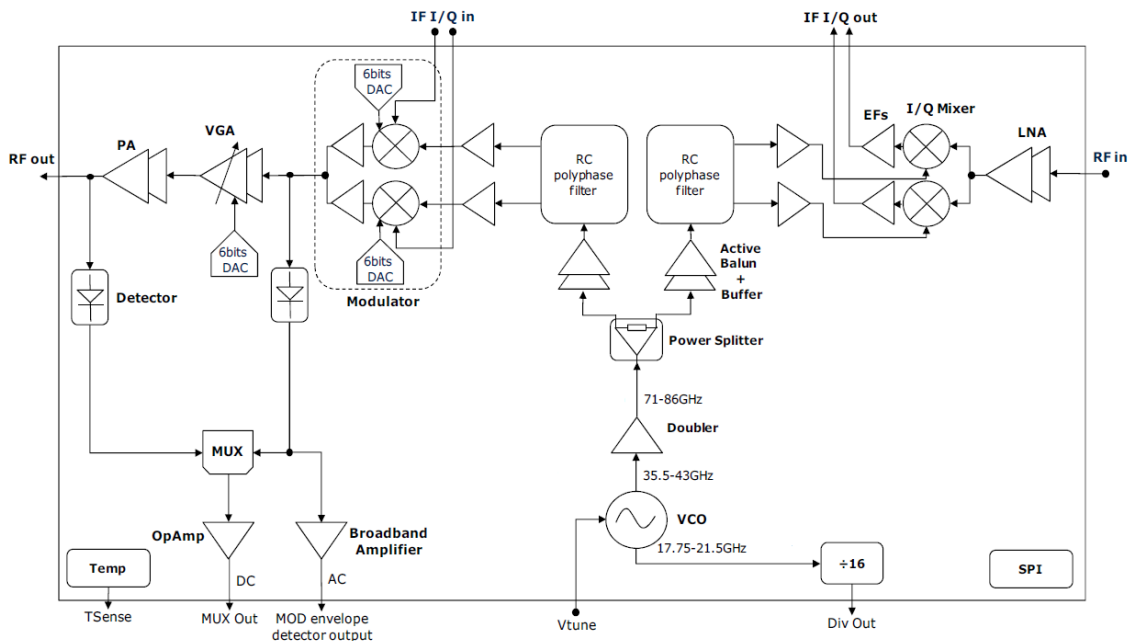 IF I/Q in
IF I/Q out
6bits
DAC
VGA
PA
RF out
6bits
DAC
6bits
DAC
Modulator
Detector
RC
polyphase
filter
RC
polyphase
filter
EFs
I/Q Mixer
LNA
RF in
Active
Balun
+
Buffer
Power Splitter
71-86GHz
Doubler
35.5-43GHz
VCO
17.75-21.5GHz
÷16
SPI
MUX
OpAmp
Broadband
Amplifier
Temp
DC
AC
TSense
MUX Out
MOD envelope
detector output
Vtune
Div Out